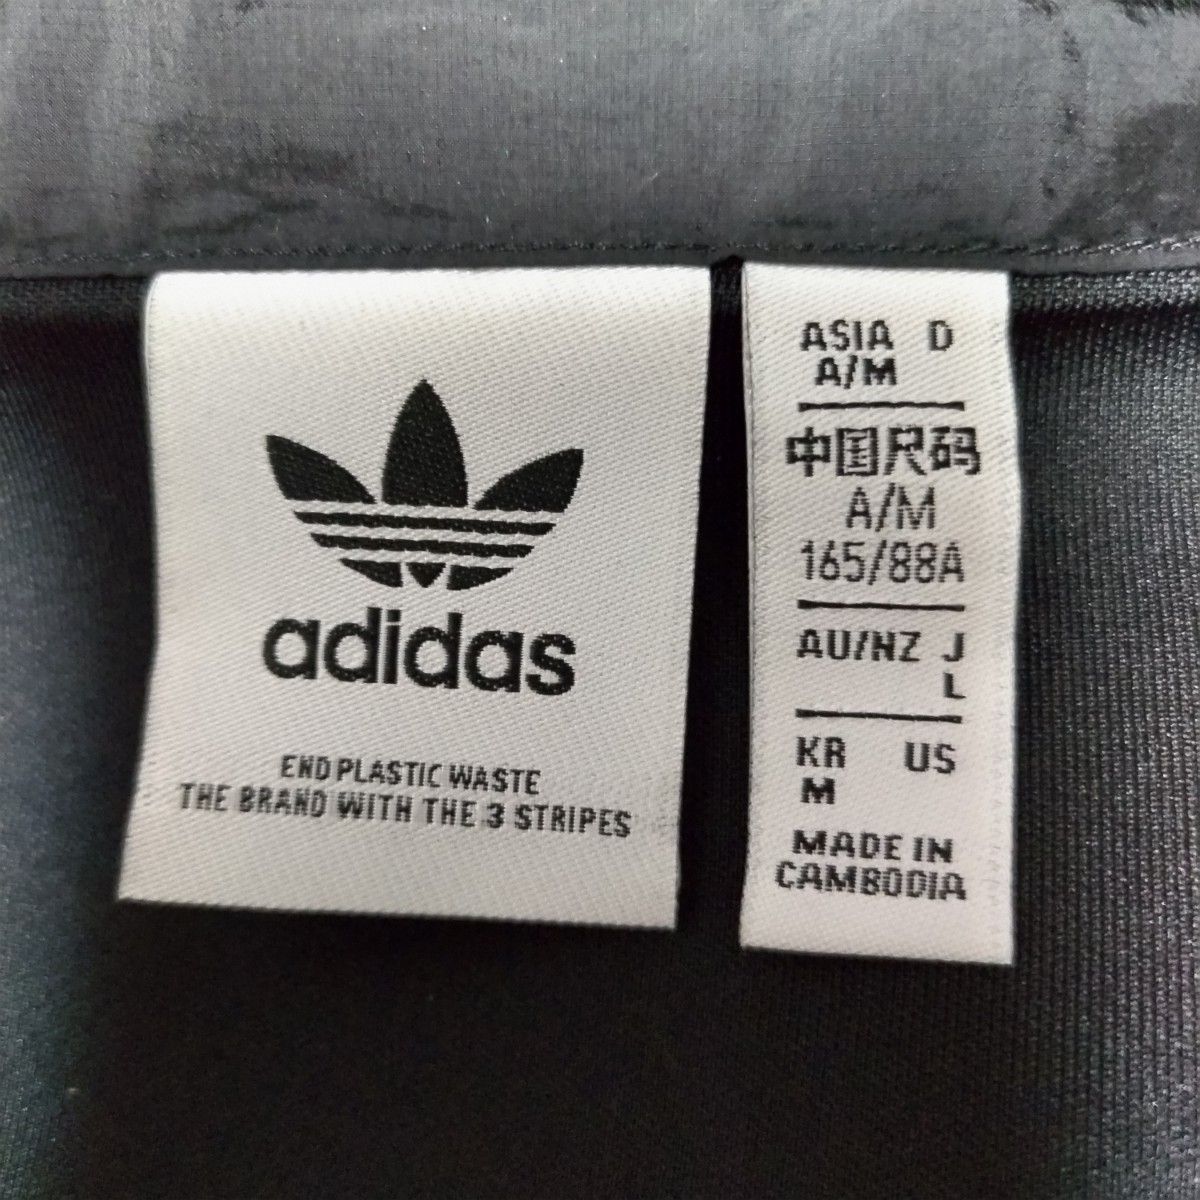 adidas
END PLASTIC WASTE
THE BRAND WITH THE 3 STRIPES
ASIA D
A/M
中国尺码
A/M
165/88A
AU/NZ J
L
KR US
M
MADE IN
CAMBODIA